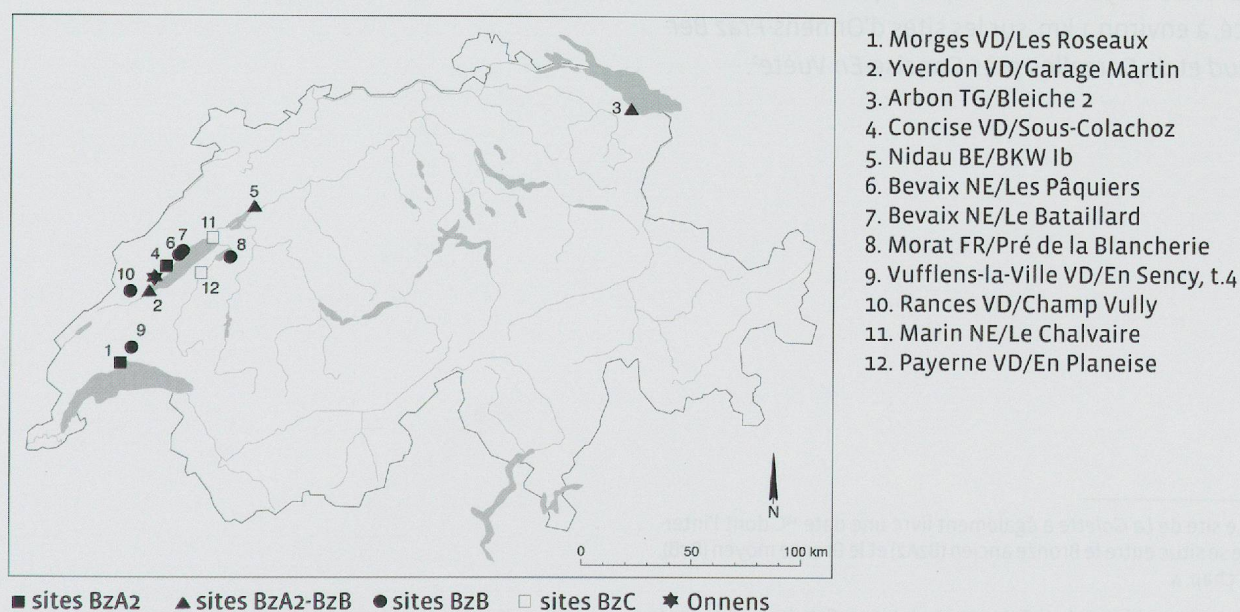 1. Morges VD/Les Roseaux
2. Yverdon VD/Garage Martin
3. Arbon TG/Bleiche 2
4. Concise VD/Sous-Colachoz
5. Nidau BE/BKW Ib
6. Bevaix NE/Les Pâquiers
7. Bevaix NE/Le Bataillard
8. Morat FR/Pré de la Blancherie
9. Vufflens-la-Ville VD/En Sency, t.4
10. Rances VD/Champ Vully
11. Marin NE/Le Chalvaire
12. Payerne VD/En Planeise
3
5
11
7
6
8
4
12
10
2
9
1
N
0 50 100 km
sites BzA2 sites BzA2-BzB sites BzB sites BzC Onnens